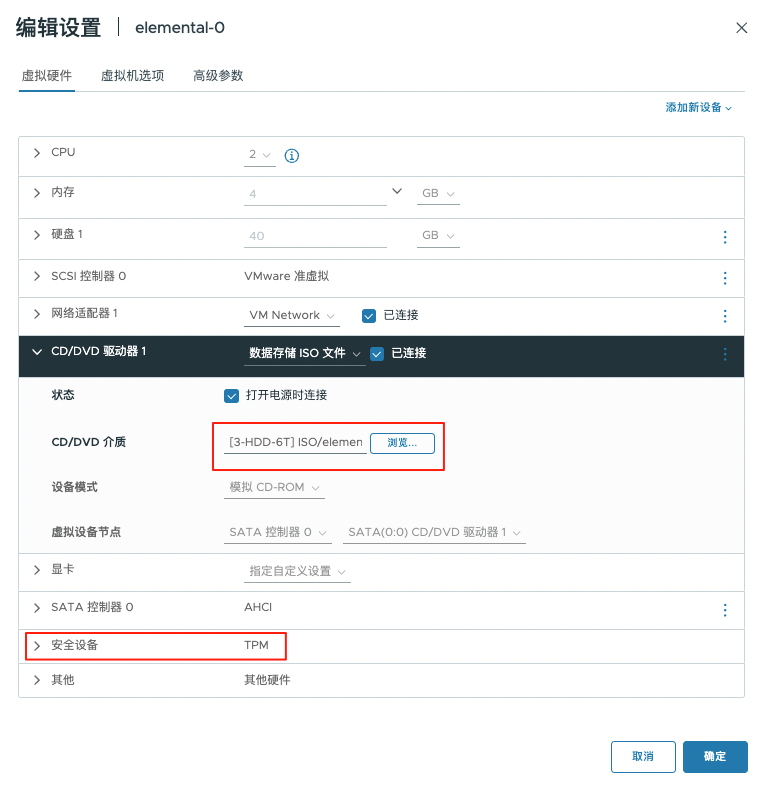 编辑设置 | elemental-0
虚拟硬件 虚拟机选项 高级参数
添加新设备
CPU 2
内存 4 GB
硬盘 1 40 GB
SCSI 控制器 0 VMware 准虚拟
网络适配器 1 VM Network 已连接
CD/DVD 驱动器 1 数据存储 ISO 文件 已连接
状态 打开电源时连接
CD/DVD 介质 [3-HDD-6T] ISO/elemen 浏览...
设备模式 模拟 CD-ROM
虚拟设备节点 SATA 控制器 0 SATA(0:0) CD/DVD 驱动器 1
显卡 指定自定义设置
SATA 控制器 0 AHCI
安全设备 TPM
其他 其他硬件
取消 确定